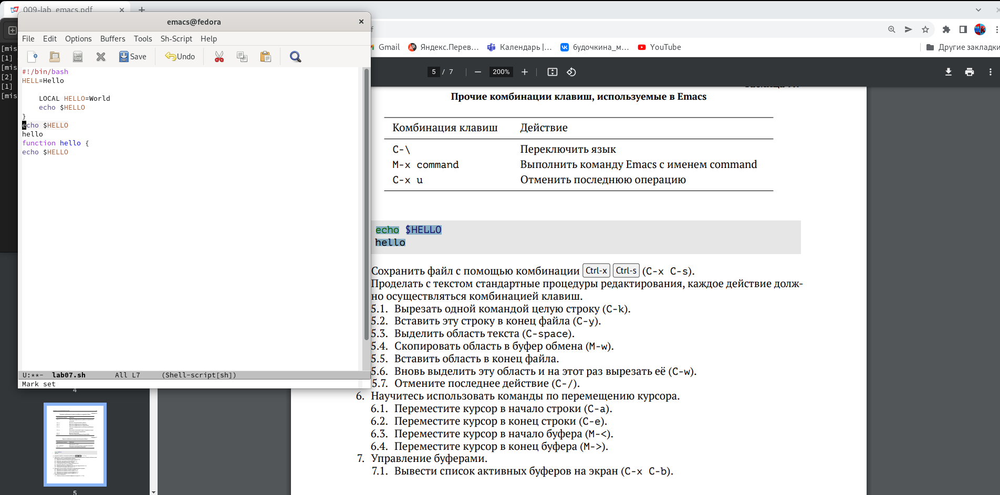 009-lab_emacs.pdf
emacs@fedora
File Edit Options Buffers Tools Sh-Script Help
Save Undo
Gmail Яндекс.Перев... Календарь |... будочкина_м... YouTube Другие закладки
[mis
[1]
[mis
[2]
[1]
[mis
#!/bin/bash
HELL=Hello
LOCAL HELLO=World
echo $HELLO
}
echo $HELLO
hello
function hello {
echo $HELLO
U:**- lab07.sh All L7 (Shell-script[sh])
Mark set
5 / 7 200%
Прочие комбинации клавиш, используемые в Emacs
Комбинация клавиш Действие
C-\ Переключить язык
M-x command Выполнить команду Emacs с именем command
C-x u Отменить последнюю операцию
echo $HELLO
hello
Сохранить файл с помощью комбинации Ctrl-x Ctrl-s (C-x C-s).
Проделать с текстом стандартные процедуры редактирования, каждое действие долж-
но осуществляться комбинацией клавиш.
5.1. Вырезать одной командой целую строку (C-k).
5.2. Вставить эту строку в конец файла (C-y).
5.3. Выделить область текста (C-space).
5.4. Скопировать область в буфер обмена (M-w).
5.5. Вставить область в конец файла.
5.6. Вновь выделить эту область и на этот раз вырезать её (C-w).
5.7. Отмените последнее действие (C-/).
6. Научитесь использовать команды по перемещению курсора.
6.1. Переместите курсор в начало строки (C-a).
6.2. Переместите курсор в конец строки (C-e).
6.3. Переместите курсор в начало буфера (M-<).
6.4. Переместите курсор в конец буфера (M->).
7. Управление буферами.
7.1. Вывести список активных буферов на экран (C-x C-b).
4
5